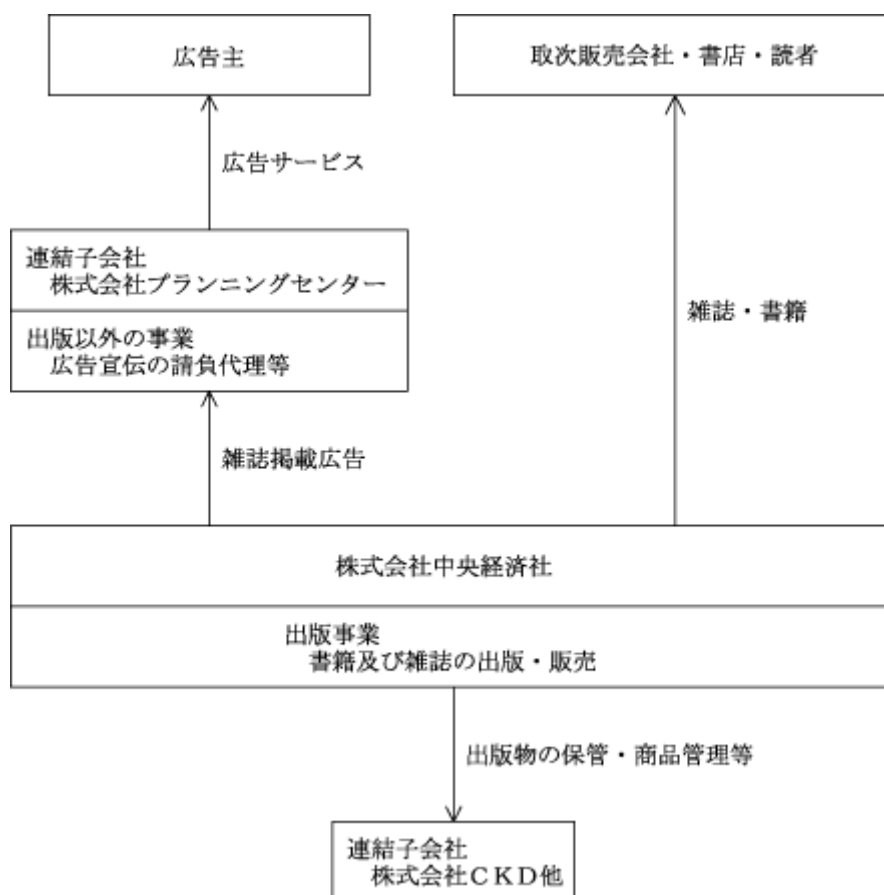 広告主
取次販売会社・書店・読者
広告サービス
連結子会社
株式会社プランニングセンター
出版以外の事業
広告宣伝の請負代理等
雑誌・書籍
雑誌掲載広告
株式会社中央経済社
出版事業
書籍及び雑誌の出版・販売
出版物の保管・商品管理等
連結子会社
株式会社ＣＫＤ他